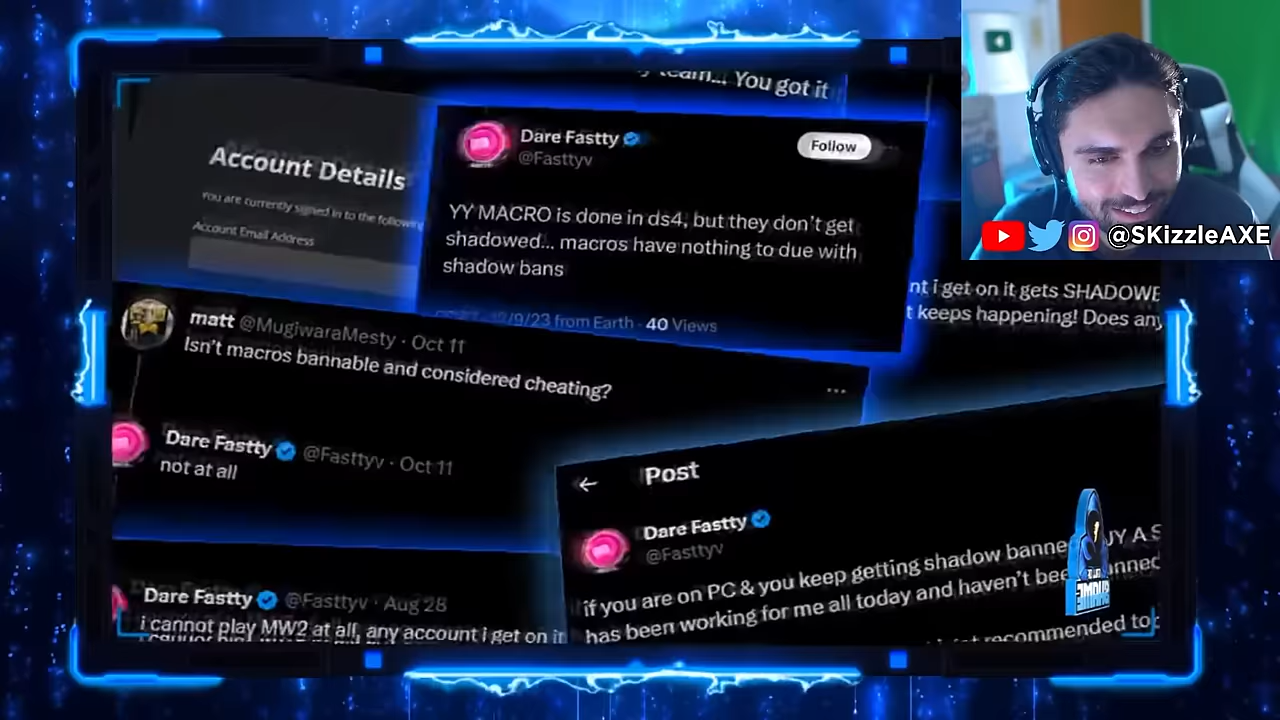 team... You got it
Account Details
You are currently signed in to the following
Account Email Address
Dare Fastty
@Fasttyv
Follow
YY MACRO is done in ds4, but they don't get
shadowed... macros have nothing to due with
shadow bans
/9/23 from Earth · 40 Views
@SKizzleAXE
nt i get on it gets SHADOWE
t keeps happening! Does any
matt @MugiwaraMesty · Oct 11
Isn't macros bannable and considered cheating?
Dare Fastty @Fasttyv · Oct 11
not at all
Dare Fastty @Fasttyv · Aug 28
i cannot play MW2 at all, any account i get on it
Post
Dare Fastty
@Fasttyv
if you are on PC & you keep getting shadow banne UY A S
has been working for me all today and haven't bee anned
recommended to